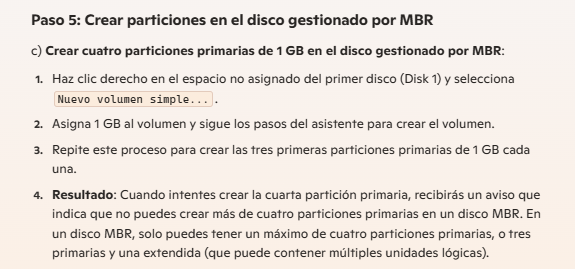 Paso 5: Crear particiones en el disco gestionado por MBR
c) Crear cuatro particiones primarias de 1 GB en el disco gestionado por MBR:
1. Haz clic derecho en el espacio no asignado del primer disco (Disk 1) y selecciona
Nuevo volumen simple... .
2. Asigna 1 GB al volumen y sigue los pasos del asistente para crear el volumen.
3. Repite este proceso para crear las tres primeras particiones primarias de 1 GB cada
una.
4. Resultado: Cuando intentes crear la cuarta partición primaria, recibirás un aviso que
indica que no puedes crear más de cuatro particiones primarias en un disco MBR. En
un disco MBR, solo puedes tener un máximo de cuatro particiones primarias, o tres
primarias y una extendida (que puede contener múltiples unidades lógicas).